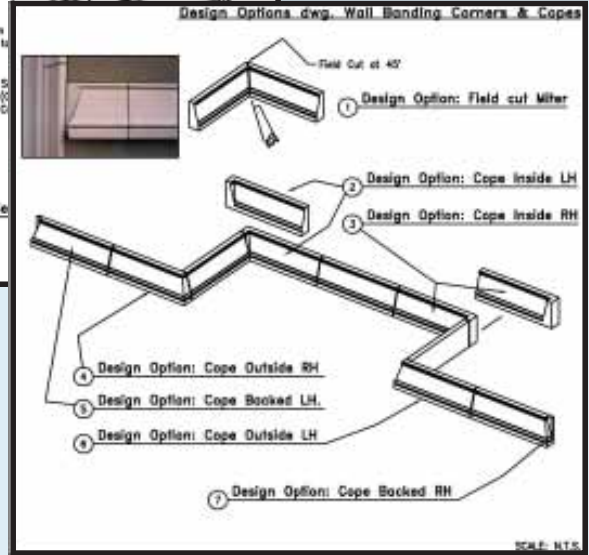 Design Options dwg. Wall Banding Corners & Copes
Field Cut at 45°
1 Design Option: Field cut Miter
2 Design Option: Cope Inside LH
3 Design Option: Cope Inside RH
4 Design Option: Cope Outside RH
5 Design Option: Cope Backed LH.
6 Design Option: Cope Outside LH
7 Design Option: Cope Backed RH
SCALE: N.T.S.